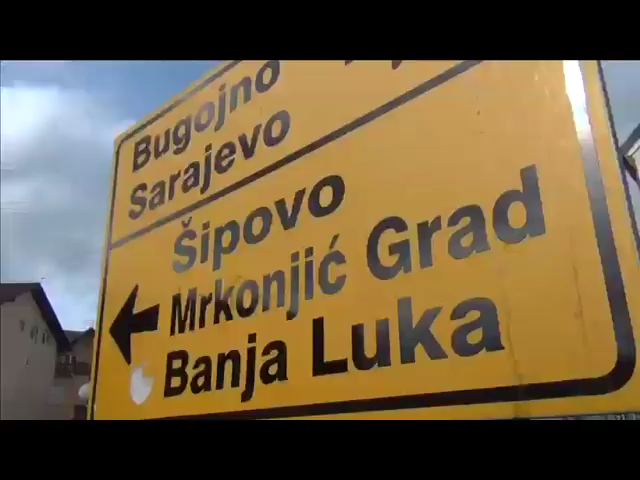 Bugojno
Sarajevo
Šipovo
Mrkonjić Grad
Banja Luka